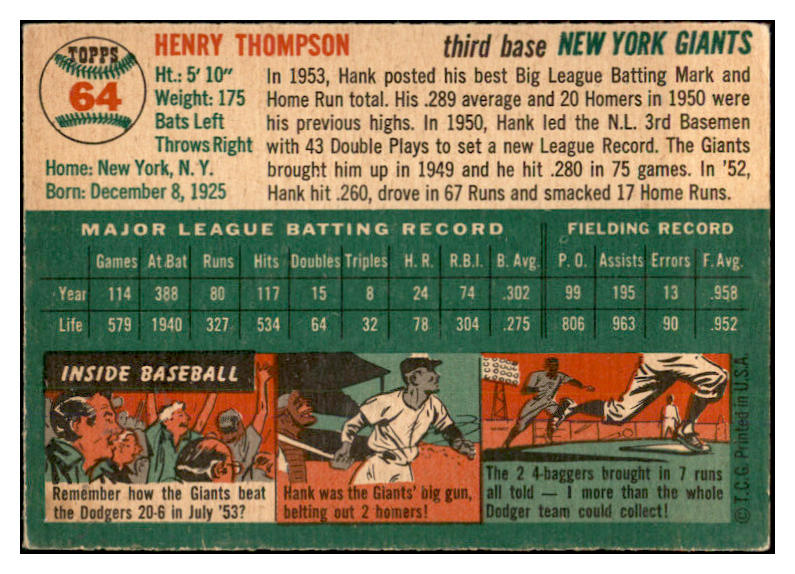 TOPPS
64
HENRY THOMPSON
third base NEW YORK GIANTS
Ht.: 5' 10"
Weight: 175
Bats Left
Throws Right
Home: New York, N. Y.
Born: December 8, 1925
In 1953, Hank posted his best Big League Batting Mark and
Home Run total. His .289 average and 20 Homers in 1950 were
his previous highs. In 1950, Hank led the N.L. 3rd Basemen
with 43 Double Plays to set a new League Record. The Giants
brought him up in 1949 and he hit .280 in 75 games. In '52,
Hank hit .260, drove in 67 Runs and smacked 17 Home Runs.
MAJOR LEAGUE BATTING RECORD FIELDING RECORD
Games At Bat Runs Hits Doubles Triples H. R. R.B.I. B. Avg. P. O. Assists Errors F. Avg.
Year 114 388 80 117 15 8 24 74 .302 99 195 13 .958
Life 579 1940 327 534 64 32 78 304 .275 806 963 90 .952
INSIDE BASEBALL
Remember how the Giants beat
the Dodgers 20-6 in July '53?
Hank was the Giants' big gun,
belting out 2 homers!
The 2 4-baggers brought in 7 runs
all told — 1 more than the whole
Dodger team could collect!
© T.C.G. Printed in U.S.A.